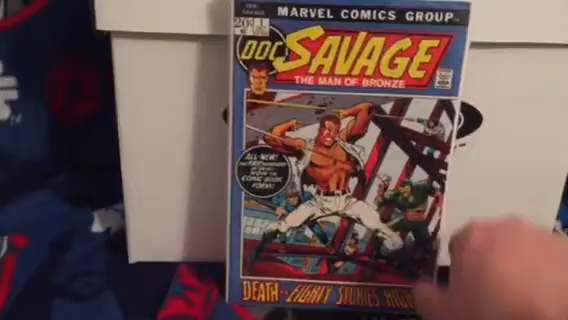 MARVEL COMICS GROUP
20¢ 1
DOC SAVAGE
THE MAN OF BRONZE
ALL-NEW!
COMIC BOOK
FORM!
DEATH--EIGHTY STORIES HIGH